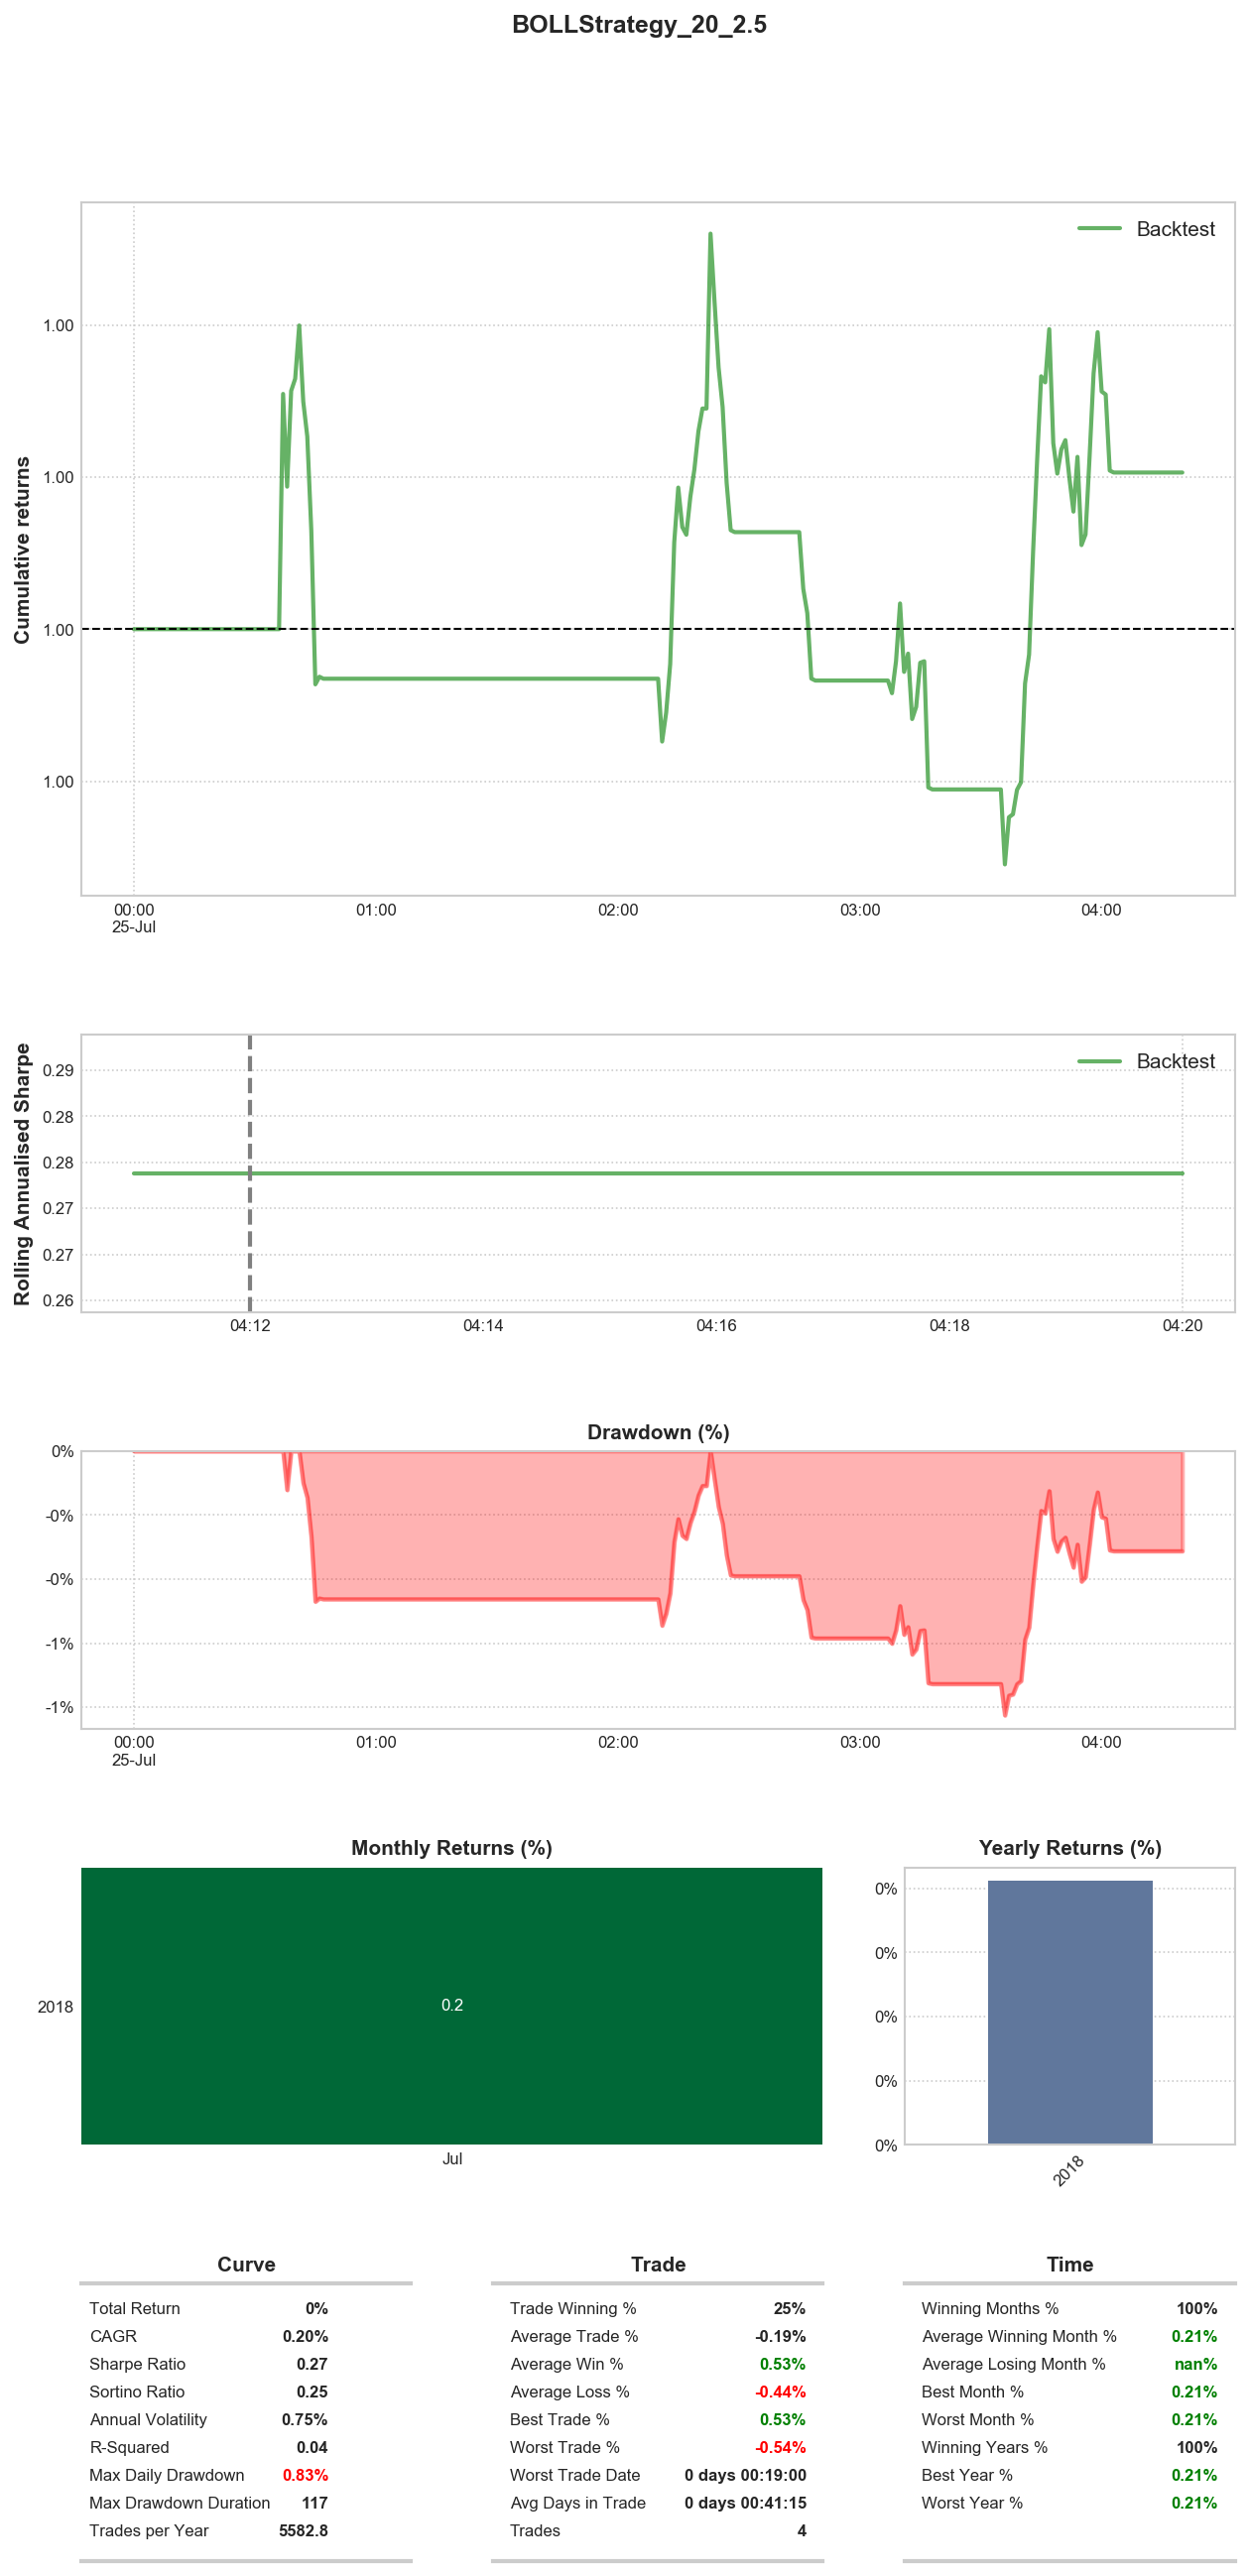 BOLLStrategy_20_2.5
Backtest
Cumulative returns
1.00
1.00
1.00
1.00
00:00
25-Jul
01:00
02:00
03:00
04:00
Backtest
Rolling Annualised Sharpe
0.29
0.28
0.28
0.27
0.27
0.26
04:12
04:14
04:16
04:18
04:20
Drawdown (%)
0%
-0%
-0%
-1%
-1%
00:00
25-Jul
01:00
02:00
03:00
04:00
Monthly Returns (%)
2018
0.2
Jul
Yearly Returns (%)
0%
0%
0%
0%
0%
2018
Curve
Total Return 0%
CAGR 0.20%
Sharpe Ratio 0.27
Sortino Ratio 0.25
Annual Volatility 0.75%
R-Squared 0.04
Max Daily Drawdown 0.83%
Max Drawdown Duration 117
Trades per Year 5582.8
Trade
Trade Winning % 25%
Average Trade % -0.19%
Average Win % 0.53%
Average Loss % -0.44%
Best Trade % 0.53%
Worst Trade % -0.54%
Worst Trade Date 0 days 00:19:00
Avg Days in Trade 0 days 00:41:15
Trades 4
Time
Winning Months % 100%
Average Winning Month % 0.21%
Average Losing Month % nan%
Best Month % 0.21%
Worst Month % 0.21%
Winning Years % 100%
Best Year % 0.21%
Worst Year % 0.21%